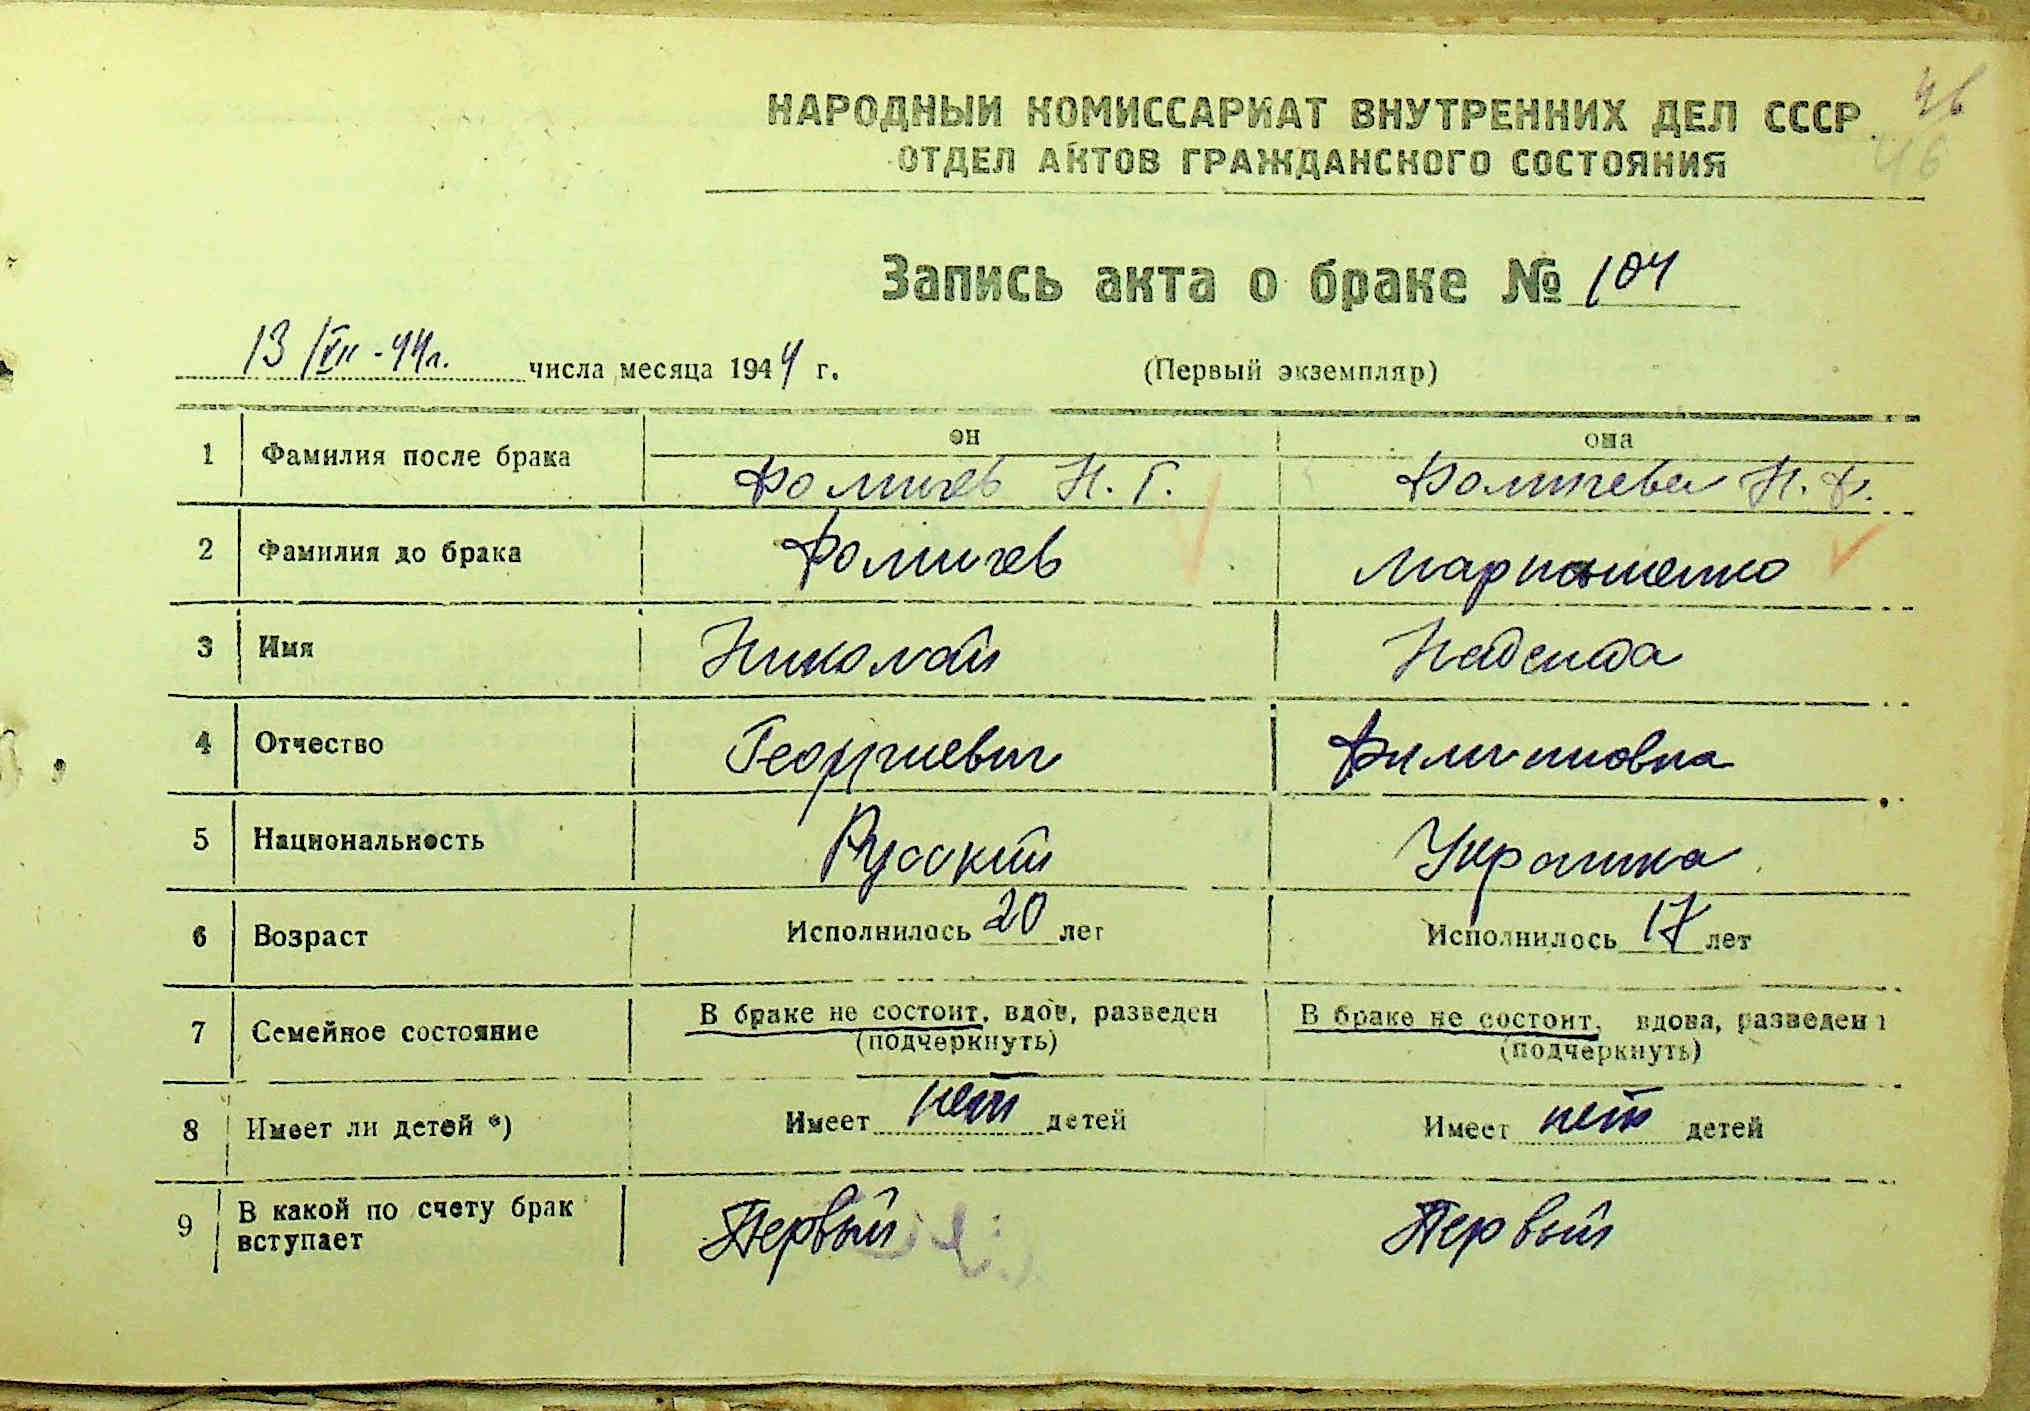 46
НАРОДНЫЙ КОМИССАРИАТ ВНУТРЕННИХ ДЕЛ СССР
46
ОТДЕЛ АКТОВ ГРАЖДАНСКОГО СОСТОЯНИЯ
Запись акта о браке № 104
13/VII-44г. числа месяца 1944 г. (Первый экземпляр)
он она
1 Фамилия после брака Фомичев Н. Г. Фомичева Н. Ф.
2 Фамилия до брака Фомичев
3 Имя Николай Надежда
4 Отчество Георгиевич Филипповна
5 Национальность Русский Украинка
6 Возраст Исполнилось 20 лет Исполнилось 17 лет
7 Семейное состояние В браке не состоит, вдов, разведен В браке не состоит, вдова, разведен
(подчеркнуть) (подчеркнуть)
8 Имеет ли детей *) Имеет нет детей Имеет нет детей
9 В какой по счету брак вступает Первый Первый